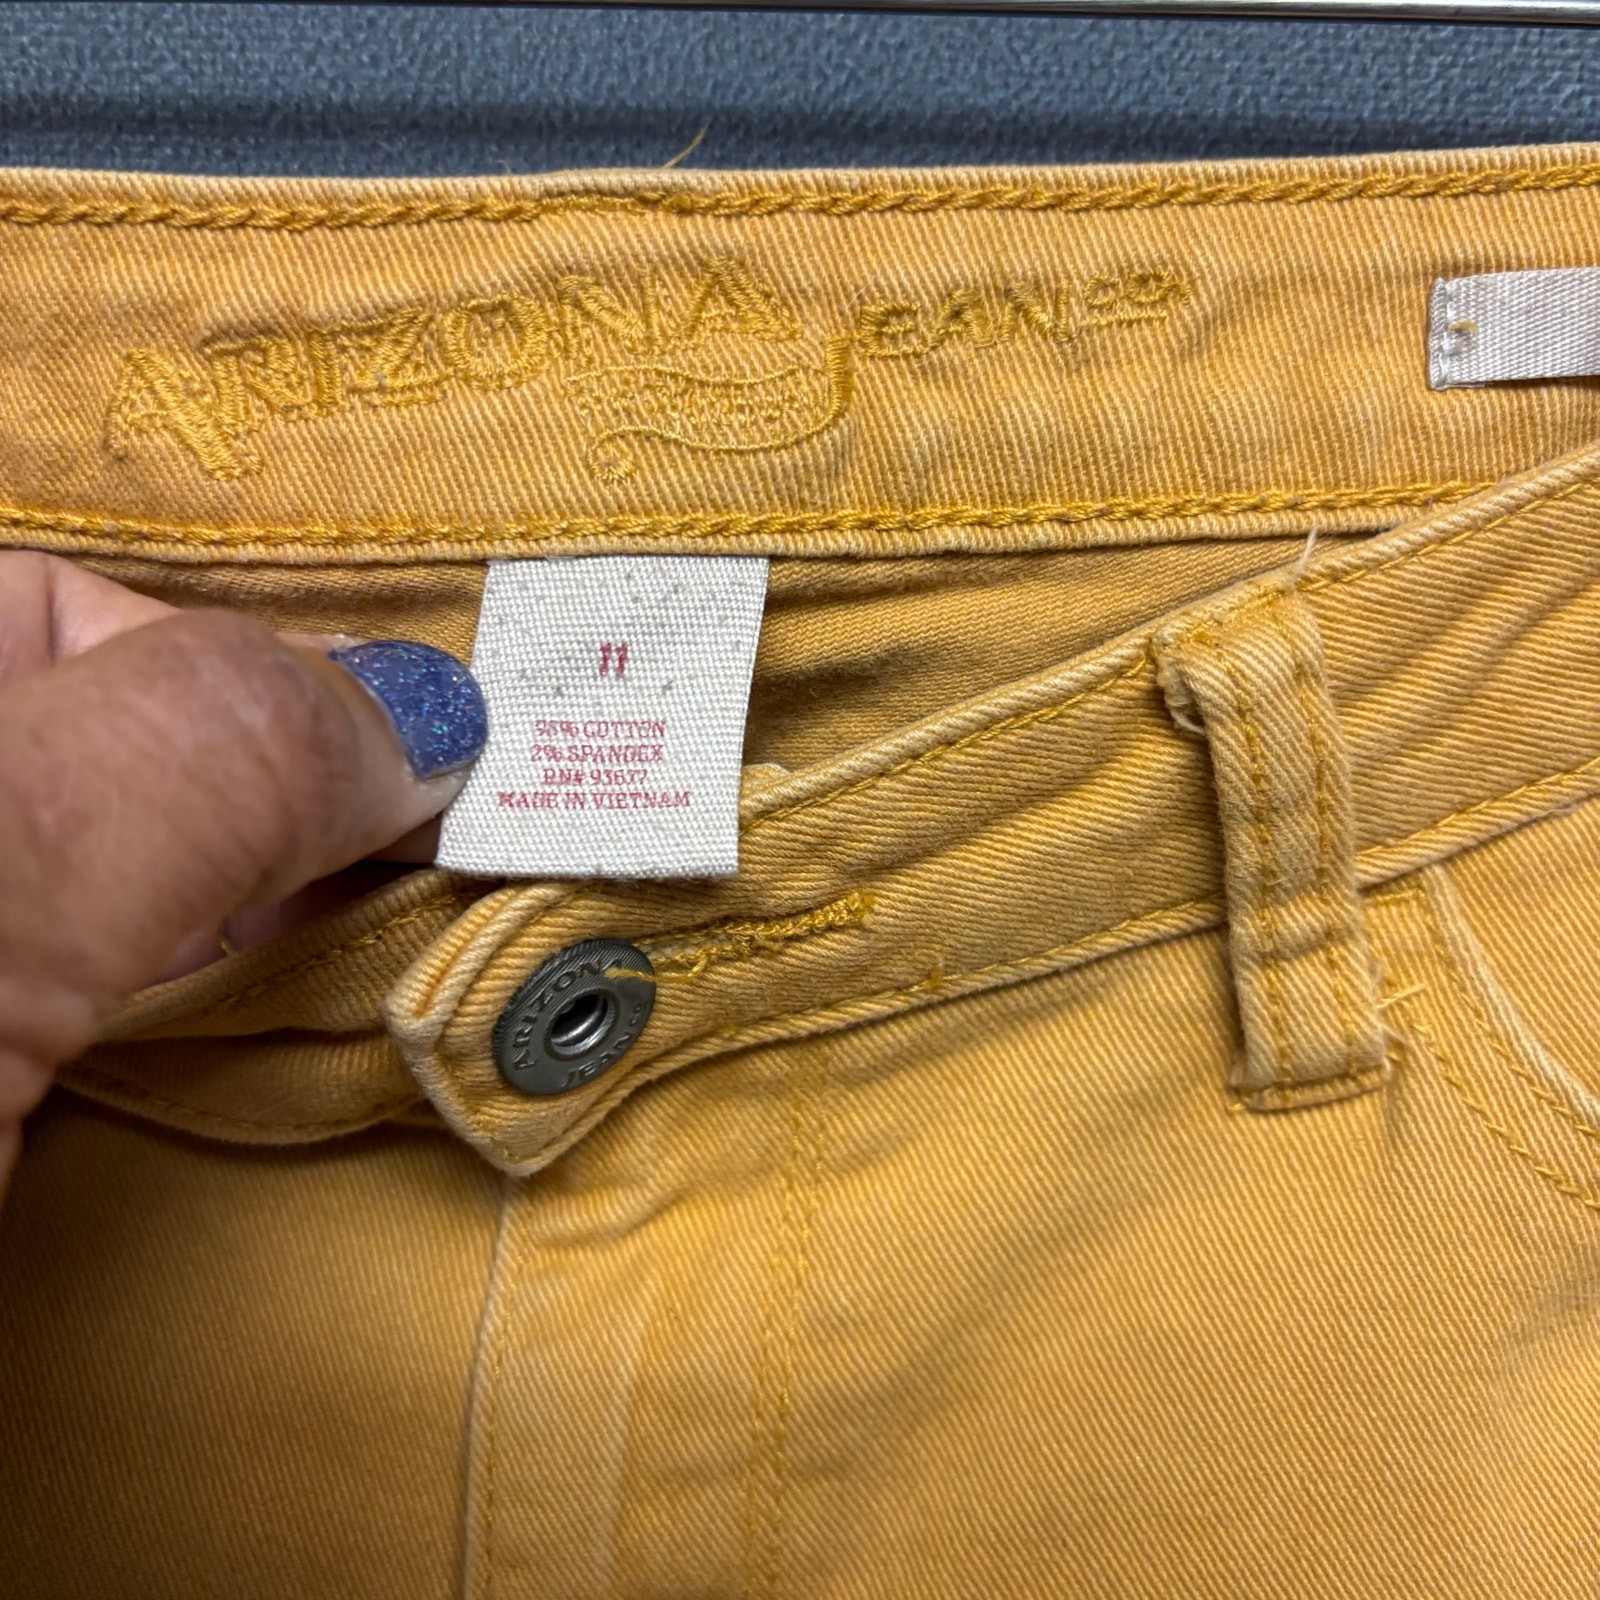 ARIZONA JEAN CO
11
98% COTTON
2% SPANDEX
RN# 93677
MADE IN VIETNAM
ARIZONA
JEAN CO